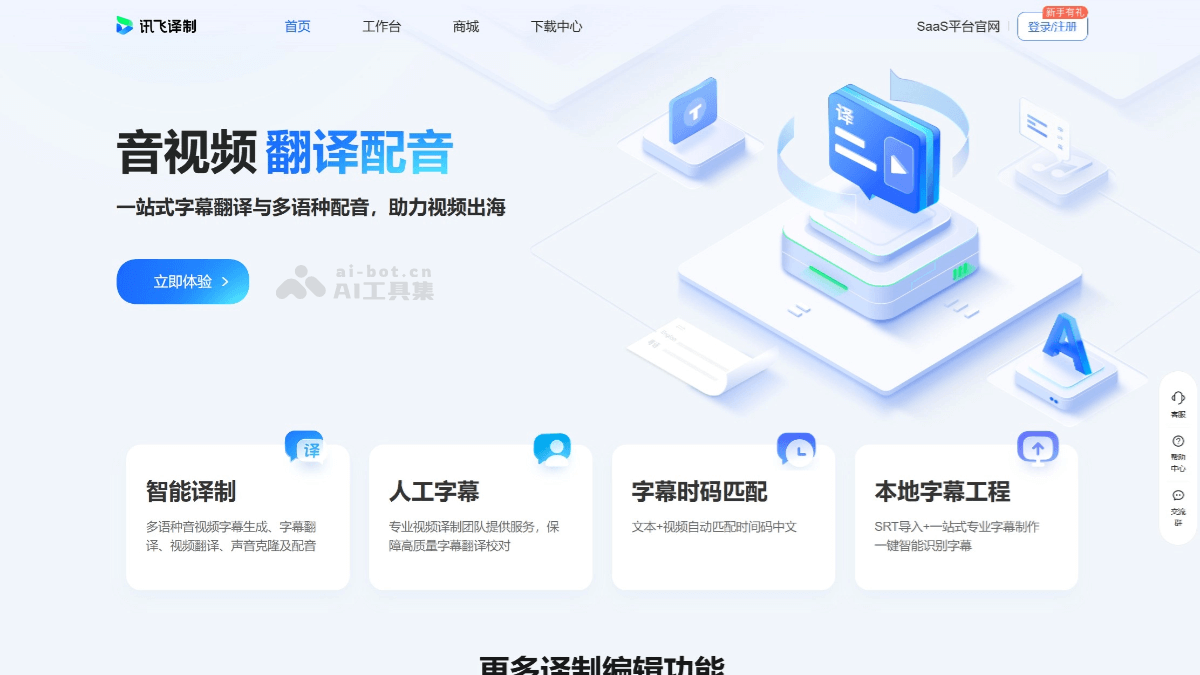 讯飞译制
首页
工作台
商城
下载中心
SaaS平台官网
登录/注册
新手有礼
音视频 翻译配音
一站式字幕翻译与多语种配音，助力视频出海
立即体验 >
ai-bot.cn
AI工具集
译
T
A
译
智能译制
多语种音视频字幕生成、字幕翻
译、视频翻译、声音克隆及配音
人工字幕
专业视频译制团队提供服务，保
障高质量字幕翻译校对
字幕时码匹配
文本+视频自动匹配时间码中文
本地字幕工程
SRT导入+一站式专业字幕制作
一键智能识别字幕
客服
帮助
中心
交流
群
更多译制编辑功能